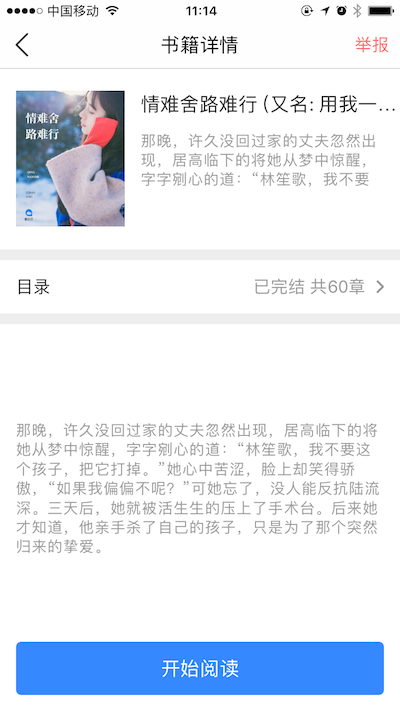 中国移动
11:14
书籍详情
举报
情难舍
路难行
情难舍路难行（又名: 用我一…
那晚，许久没回过家的丈夫忽然出
现，居高临下的将她从梦中惊醒，
字字剜心的道：“林笙歌，我不要
目录
已完结 共60章
那晚，许久没回过家的丈夫忽然出现，居高临下的将
她从梦中惊醒，字字剜心的道：“林笙歌，我不要这
个孩子，把它打掉。”她心中苦涩，脸上却笑得骄
傲，“如果我偏偏不呢？”可她忘了，没人能反抗陆流
深。三天后，她就被活生生的压上了手术台。后来她
才知道，他亲手杀了自己的孩子，只是为了那个突然
归来的挚爱。
开始阅读